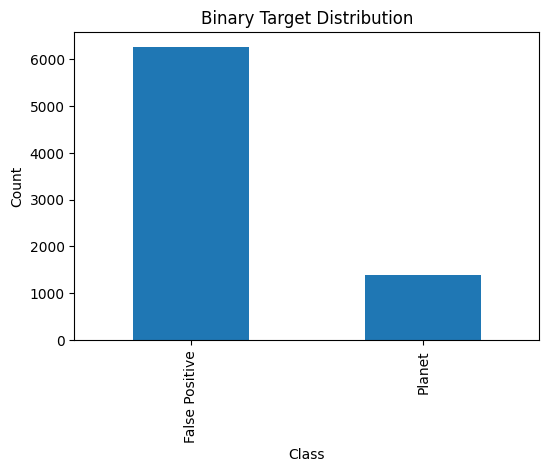 Binary Target Distribution
Count
6000
5000
4000
3000
2000
1000
0
False Positive
Planet
Class